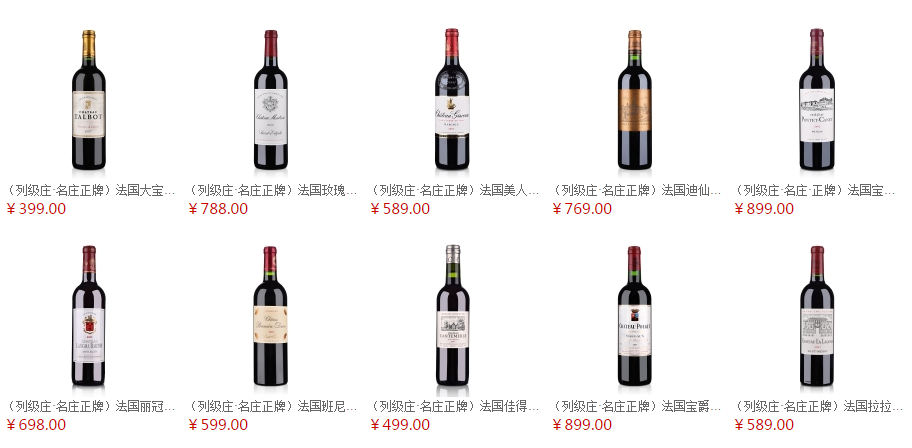 CHATEAU
TALBOT
CHATEAU
PONTET-CANET
（列级庄·名庄正牌）法国大宝...
（列级庄·名庄正牌）法国玫瑰...
（列级庄·名庄正牌）法国美人...
（列级庄·名庄正牌）法国迪仙...
（列级庄·名庄·正牌）法国宝...
￥399.00
￥788.00
￥589.00
￥769.00
￥899.00
（列级庄·名庄正牌）法国丽冠...
（列级庄·名庄正牌）法国班尼...
（列级庄·名庄正牌）法国佳得...
（列级庄·名庄正牌）法国宝爵...
（列级庄·名庄正牌）法国拉拉...
￥698.00
￥599.00
￥499.00
￥899.00
￥589.00